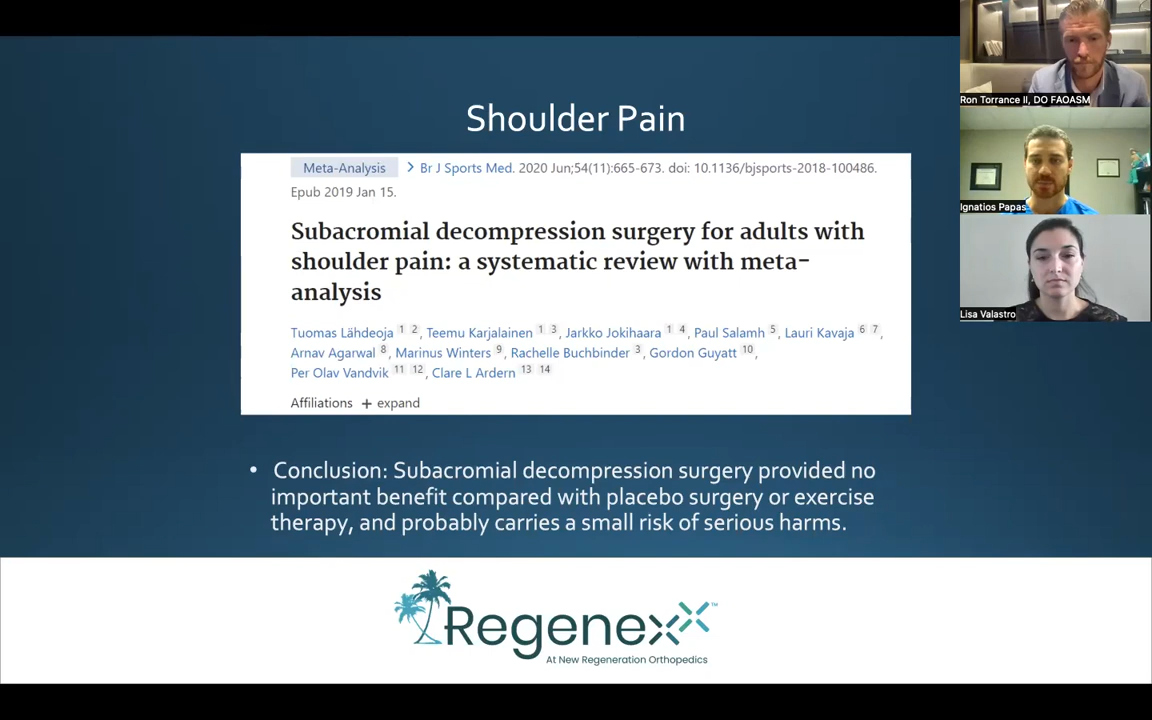 Shoulder Pain
Meta-Analysis > Br J Sports Med. 2020 Jun;54(11):665-673. doi: 10.1136/bjsports-2018-100486.
Epub 2019 Jan 15.
Subacromial decompression surgery for adults with
shoulder pain: a systematic review with meta-
analysis
Tuomas Lähdeoja 1 2, Teemu Karjalainen 1 3, Jarkko Jokihaara 1 4, Paul Salamh 5, Lauri Kavaja 6 7,
Arnav Agarwal 8, Marinus Winters 9, Rachelle Buchbinder 3, Gordon Guyatt 10,
Per Olav Vandvik 11 12, Clare L Ardern 13 14
Affiliations + expand
• Conclusion: Subacromial decompression surgery provided no
important benefit compared with placebo surgery or exercise
therapy, and probably carries a small risk of serious harms.
Regenexx™
At New Regeneration Orthopedics
Ron Torrance II, DO FAOASM
Ignatios Papas
Lisa Valastro